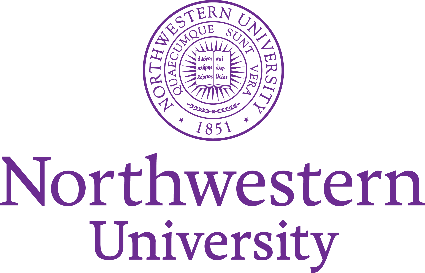 NORTHWESTERN UNIVERSITY
QUAECUMQUE SUNT VERA
1851
Northwestern
University